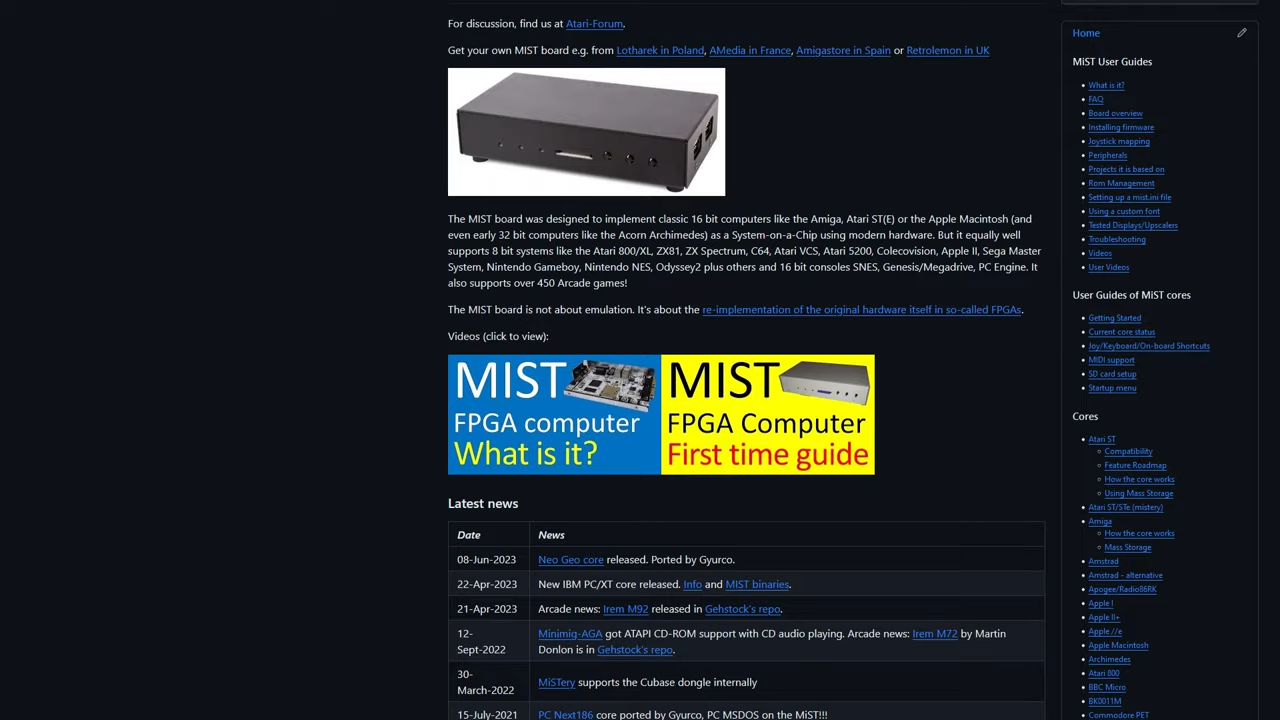 For discussion, find us at Atari-Forum.
Get your own MIST board e.g. from Lotharek in Poland, AMedia in France, Amigastore in Spain or Retrolemon in UK
The MIST board was designed to implement classic 16 bit computers like the Amiga, Atari ST(E) or the Apple Macintosh (and
even early 32 bit computers like the Acorn Archimedes) as a System-on-a-Chip using modern hardware. But it equally well
supports 8 bit systems like the Atari 800/XL, ZX81, ZX Spectrum, C64, Atari VCS, Atari 5200, Colecovision, Apple II, Sega Master
System, Nintendo Gameboy, Nintendo NES, Odyssey2 plus others and 16 bit consoles SNES, Genesis/Megadrive, PC Engine. It
also supports over 450 Arcade games!
The MIST board is not about emulation. It's about the re-implementation of the original hardware itself in so-called FPGAs.
Videos (click to view):
MIST
FPGA computer
What is it?
MIST
FPGA Computer
First time guide
Latest news
Date News
08-Jun-2023 Neo Geo core released. Ported by Gyurco.
22-Apr-2023 New IBM PC/XT core released. Info and MIST binaries.
21-Apr-2023 Arcade news: Irem M92 released in Gehstock's repo.
12-
Sept-2022
Minimig-AGA got ATAPI CD-ROM support with CD audio playing. Arcade news: Irem M72 by Martin
Donlon is in Gehstock's repo.
30-
March-2022
MiSTery supports the Cubase dongle internally
15-July-2021 PC Next186 core ported by Gyurco, PC MSDOS on the MiST!!!
Home
MiST User Guides
What is it?
FAQ
Board overview
Installing firmware
Joystick mapping
Peripherals
Projects it is based on
Rom Management
Setting up a mist.ini file
Using a custom font
Tested Displays/Upscalers
Troubleshooting
Videos
User Videos
User Guides of MiST cores
Getting Started
Current core status
Joy/Keyboard/On-board Shortcuts
MIDI support
SD card setup
Startup menu
Cores
Atari ST
Compatibility
Feature Roadmap
How the core works
Using Mass Storage
Atari ST/STe (mistery)
Amiga
How the core works
Mass Storage
Amstrad
Amstrad - alternative
Apogee/Radio86RK
Apple I
Apple II+
Apple //e
Apple Macintosh
Archimedes
Atari 800
BBC Micro
BK0011M
Commodore PET